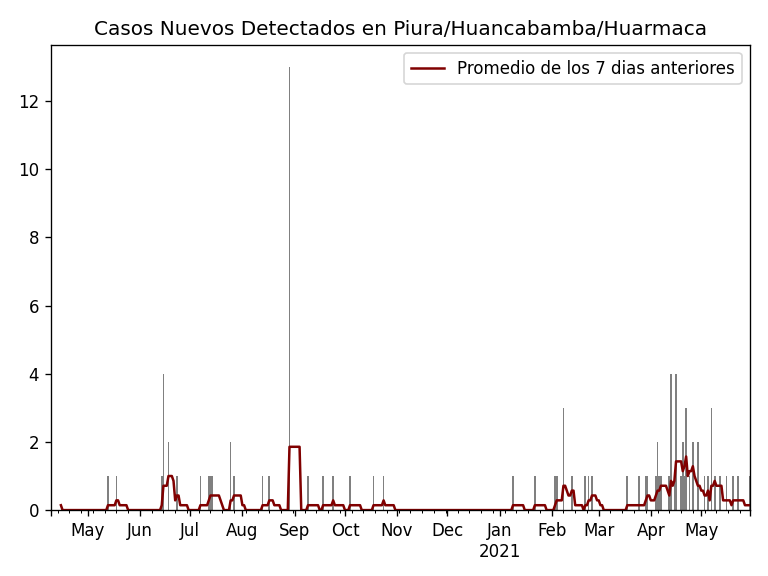 Casos Nuevos Detectados en Piura/Huancabamba/Huarmaca
Promedio de los 7 dias anteriores
12
10
8
6
4
2
0
May Jun Jul Aug Sep Oct Nov Dec Jan Feb Mar Apr May
2021